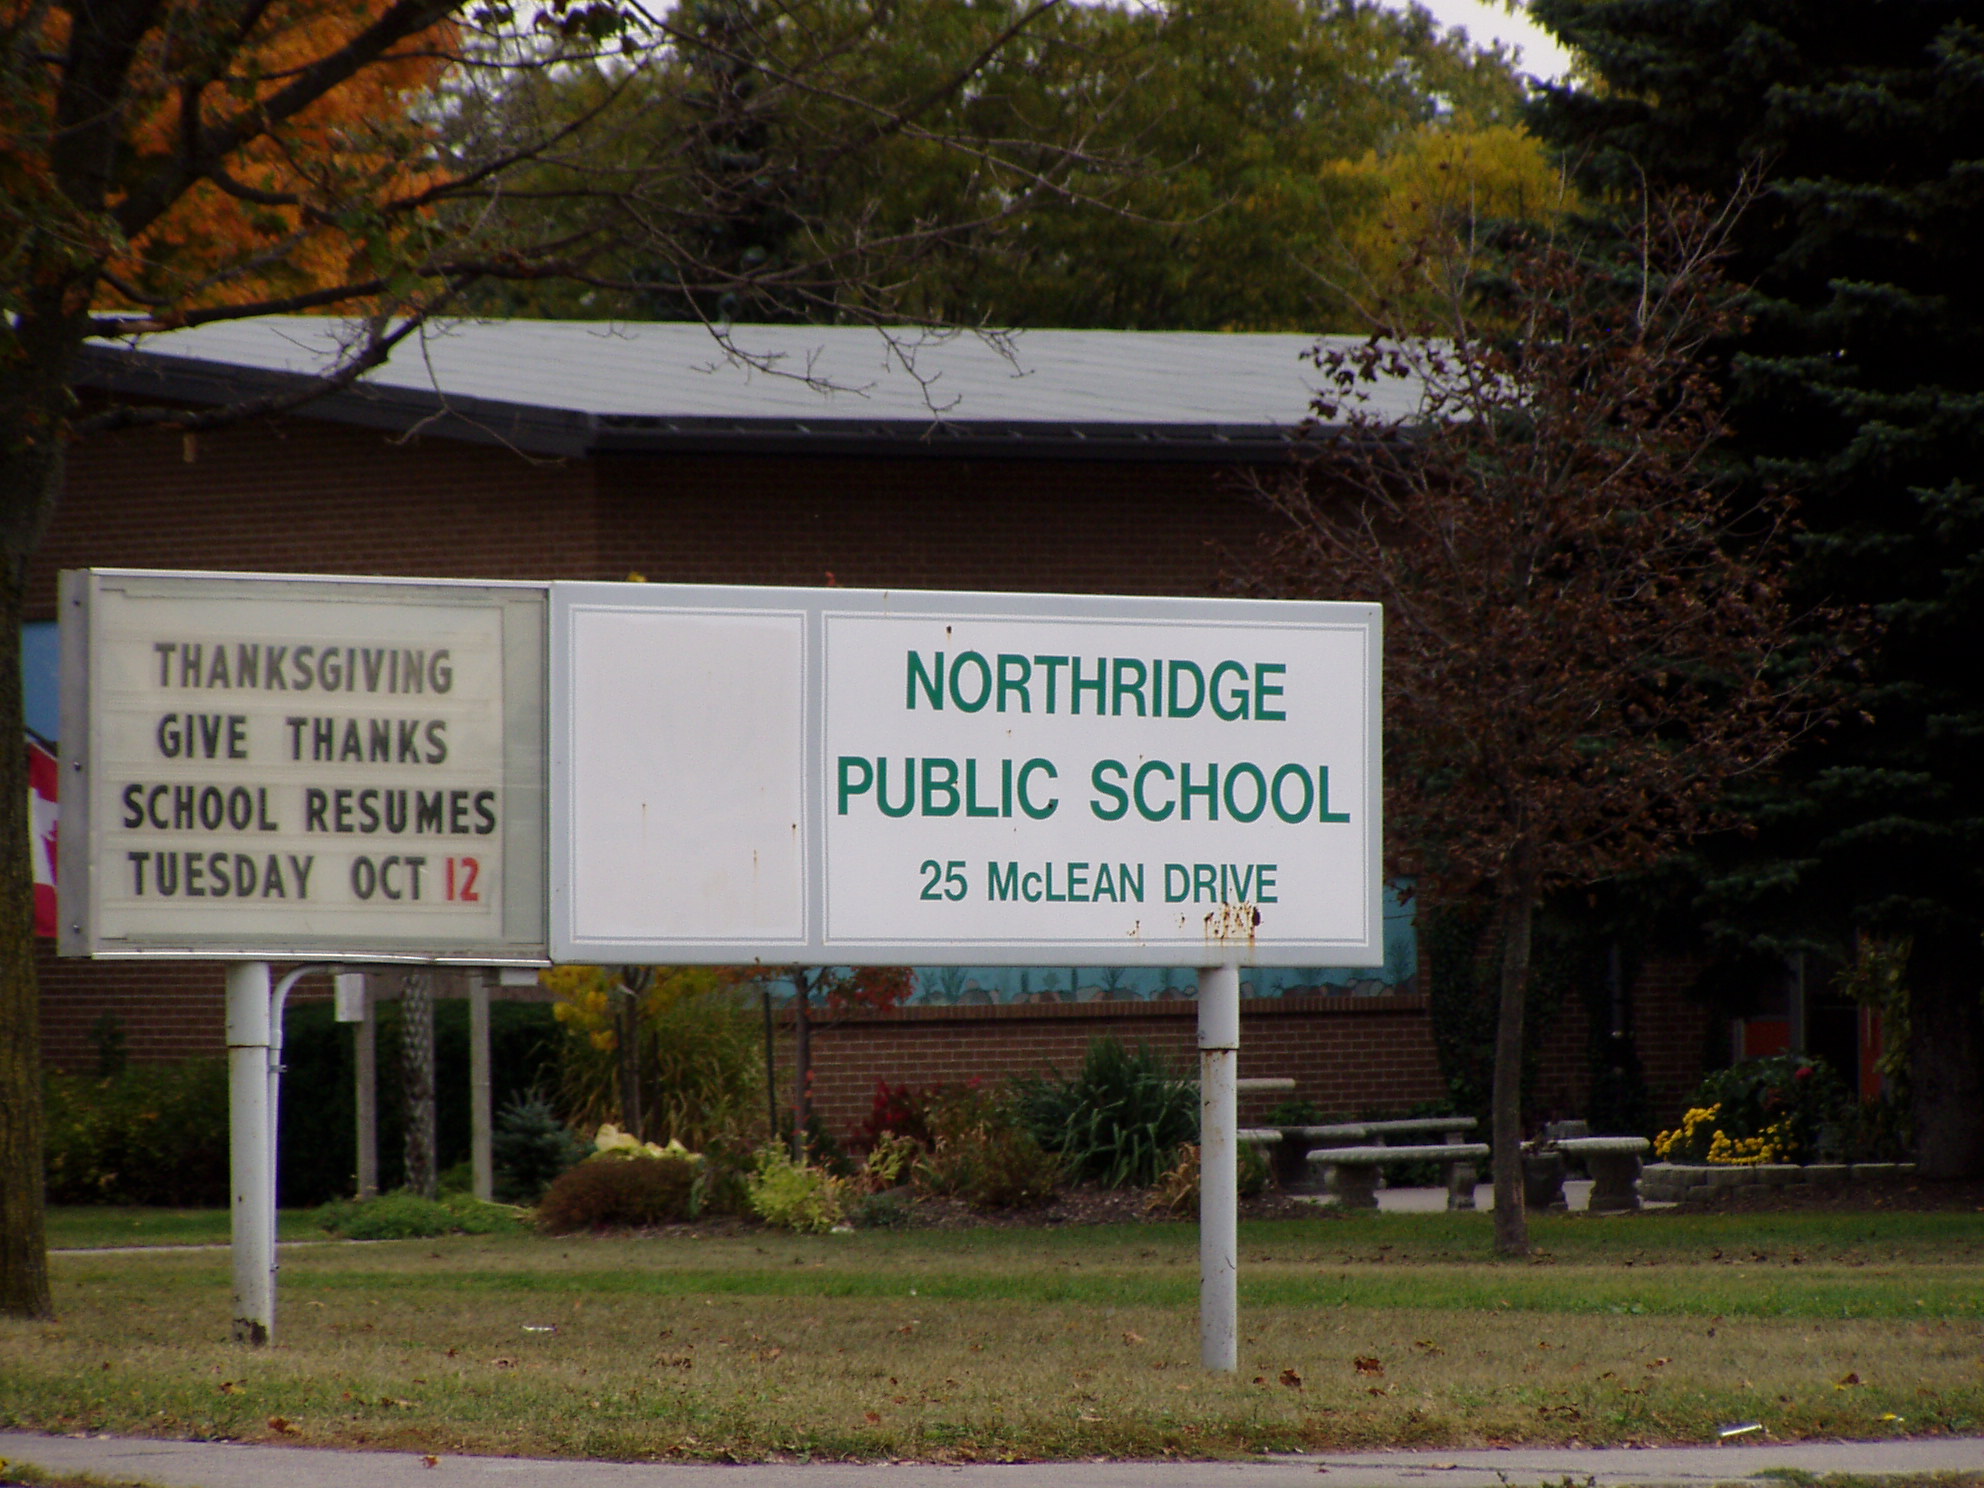 THANKSGIVING
GIVE THANKS
SCHOOL RESUMES
TUESDAY OCT 12
NORTHRIDGE
PUBLIC SCHOOL
25 McLEAN DRIVE